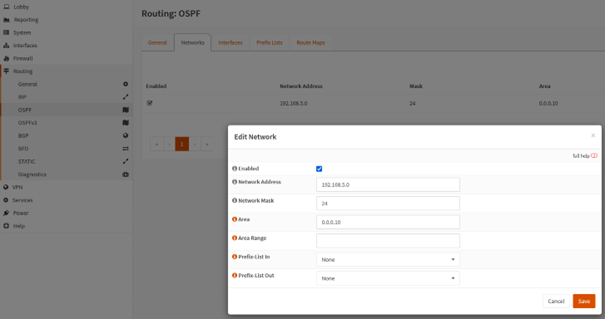 Lobby
Reporting
System
Interfaces
Firewall
Routing
General
RIP
OSPF
OSPFv3
BGP
BFD
STATIC
Diagnostics
VPN
Services
Power
Help
Routing: OSPF
General Networks Interfaces Prefix Lists Route Maps
Enabled Network Address Mask Area
192.168.5.0 24 0.0.0.10
« ‹ 1 › »
Edit Network ×
full help
Enabled
Network Address 192.168.5.0
Network Mask 24
Area 0.0.0.10
Area Range
Prefix-List In None
Prefix-List Out None
Cancel Save